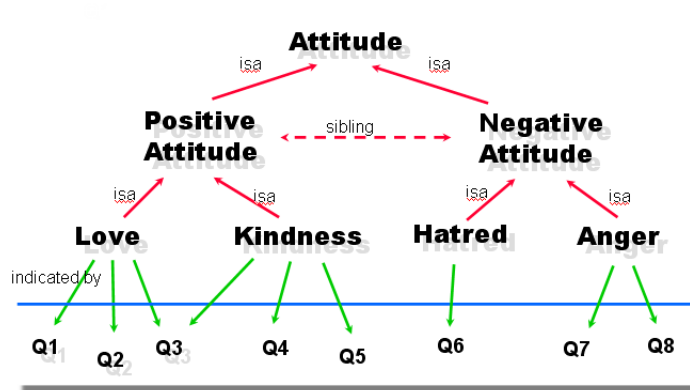 Attitude
isa
isa
Positive
Attitude
sibling
Negative
Attitude
isa
isa
isa
isa
Love
Kindness
Hatred
Anger
indicated by
Q1
Q2
Q3
Q4
Q5
Q6
Q7
Q8